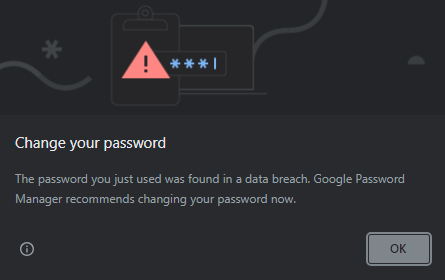 ***|
Change your password
The password you just used was found in a data breach. Google Password
Manager recommends changing your password now.
OK